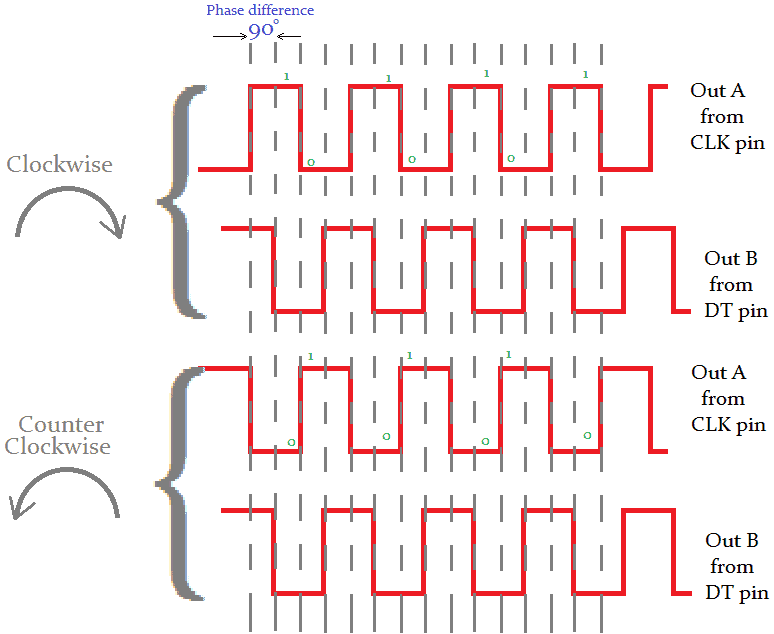 Phase difference
90°
1 1 1 1
Out A
from
CLK pin
0 0 0
Clockwise
Out B
from
DT pin
1 1 1
Out A
from
CLK pin
Counter
Clockwise
0 0 0 0
Out B
from
DT pin